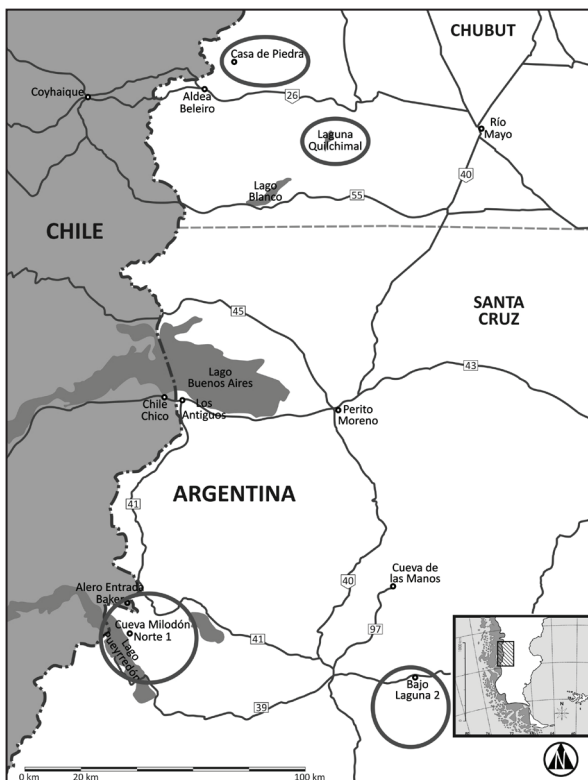 CHUBUT
Casa de Piedra
Coyhaique
Aldea
Beleiro
26
Río
Mayo
Laguna
Quilchimal
40
Lago
Blanco
55
CHILE
SANTA
CRUZ
45
43
Lago
Buenos Aires
Chile
Chico
Los
Antiguos
Perito
Moreno
ARGENTINA
41
Cueva de
las Manos
40
Alero Entrada
Baker
Cueva Milodón
Norte 1
Lago
Pueyrredón
41
97
39
Bajo
Laguna 2
N
0 km
20 km
100 km